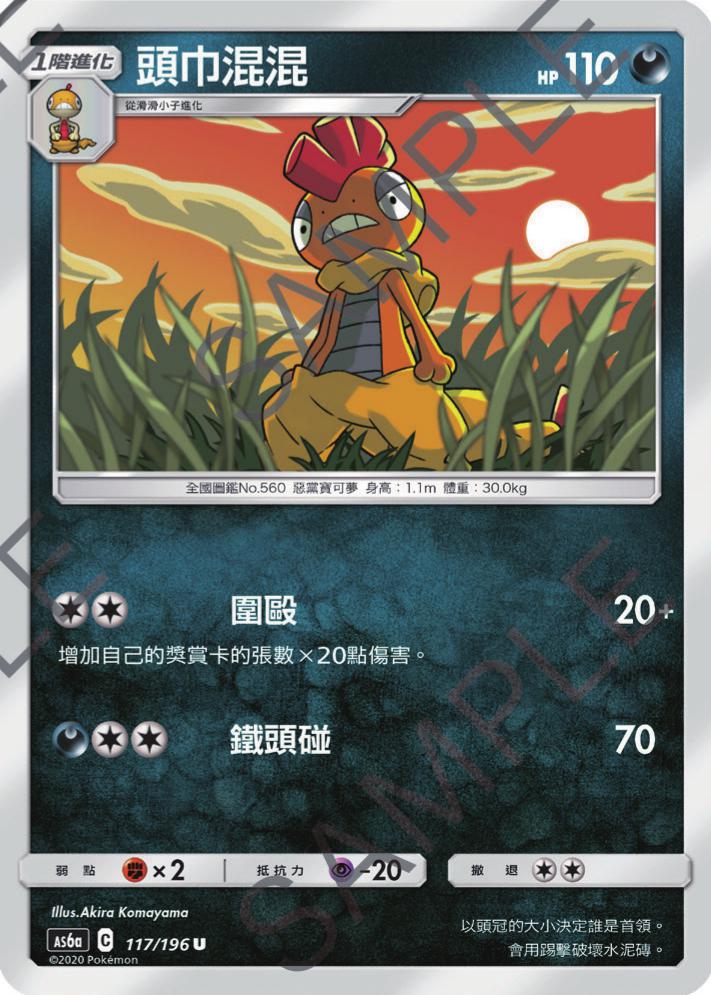 1階進化 頭巾混混 HP 110
從滑滑小子進化
全國圖鑑No.560 惡黨寶可夢 身高：1.1m 體重：30.0kg
圍毆 20+
增加自己的獎賞卡的張數×20點傷害。
鐵頭碰 70
弱點 ×2 抵抗力 -20 撤退
Illus.Akira Komayama
以頭冠的大小決定誰是首領。
會用踢擊破壞水泥磚。
AS6a C 117/196 U
©2020 Pokémon
SAMPLE
SAMPLE
SAMPLE
SAMPLE